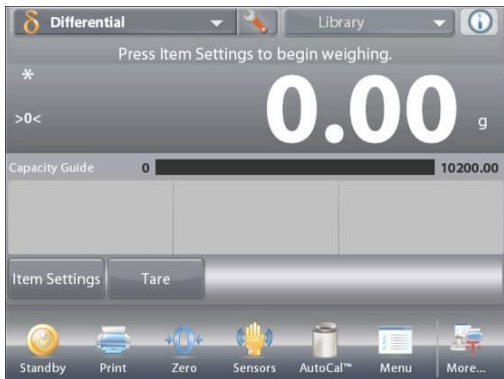 δ Differential Library i
Press Item Settings to begin weighing.
*
>0< 0.00 g
Capacity Guide 0 10200.00
Item Settings Tare
→0←
Standby Print Zero Sensors AutoCal™ Menu More...